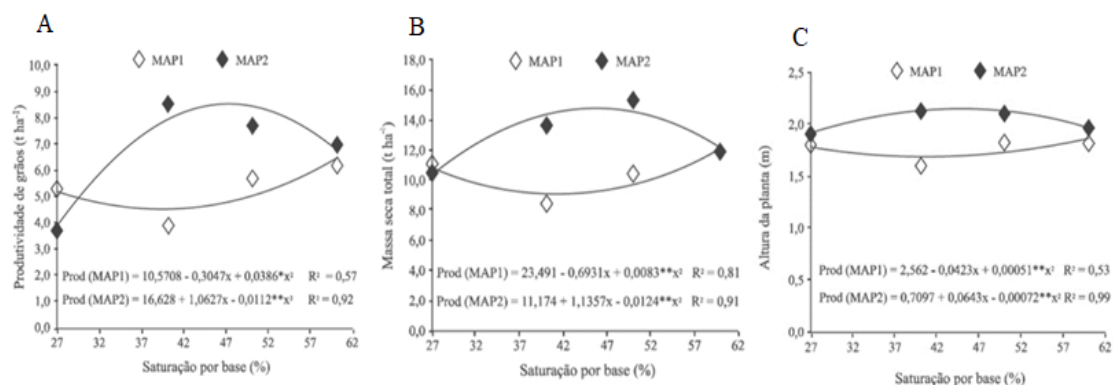 A
MAP1 MAP2
Produtividade de grãos (t ha⁻¹)
10,0
9,0
8,0
7,0
6,0
5,0
4,0
3,0
2,0
1,0
0,0
Prod (MAP1) = 10,5708 - 0,3047x + 0,0386*x² R² = 0,57
Prod (MAP2) = 16,628 + 1,0627x - 0,0112**x² R² = 0,92
27 32 37 42 47 52 57 62
Saturação por base (%)
B
MAP1 MAP2
Massa seca total (t ha⁻¹)
18,0
16,0
14,0
12,0
10,0
8,0
6,0
4,0
2,0
0,0
Prod (MAP1) = 23,491 - 0,6931x + 0,0083**x² R² = 0,81
Prod (MAP2) = 11,174 + 1,1357x - 0,0124**x² R² = 0,91
27 32 37 42 47 52 57 62
Saturação por base (%)
C
MAP1 MAP2
Altura da planta (m)
2,5
2,0
1,5
1,0
0,5
0,0
Prod (MAP1) = 2,562 - 0,0423x + 0,00051**x² R² = 0,53
Prod (MAP2) = 0,7097 + 0,0643x - 0,00072**x² R² = 0,99
27 32 37 42 47 52 57 62
Saturação por base (%)